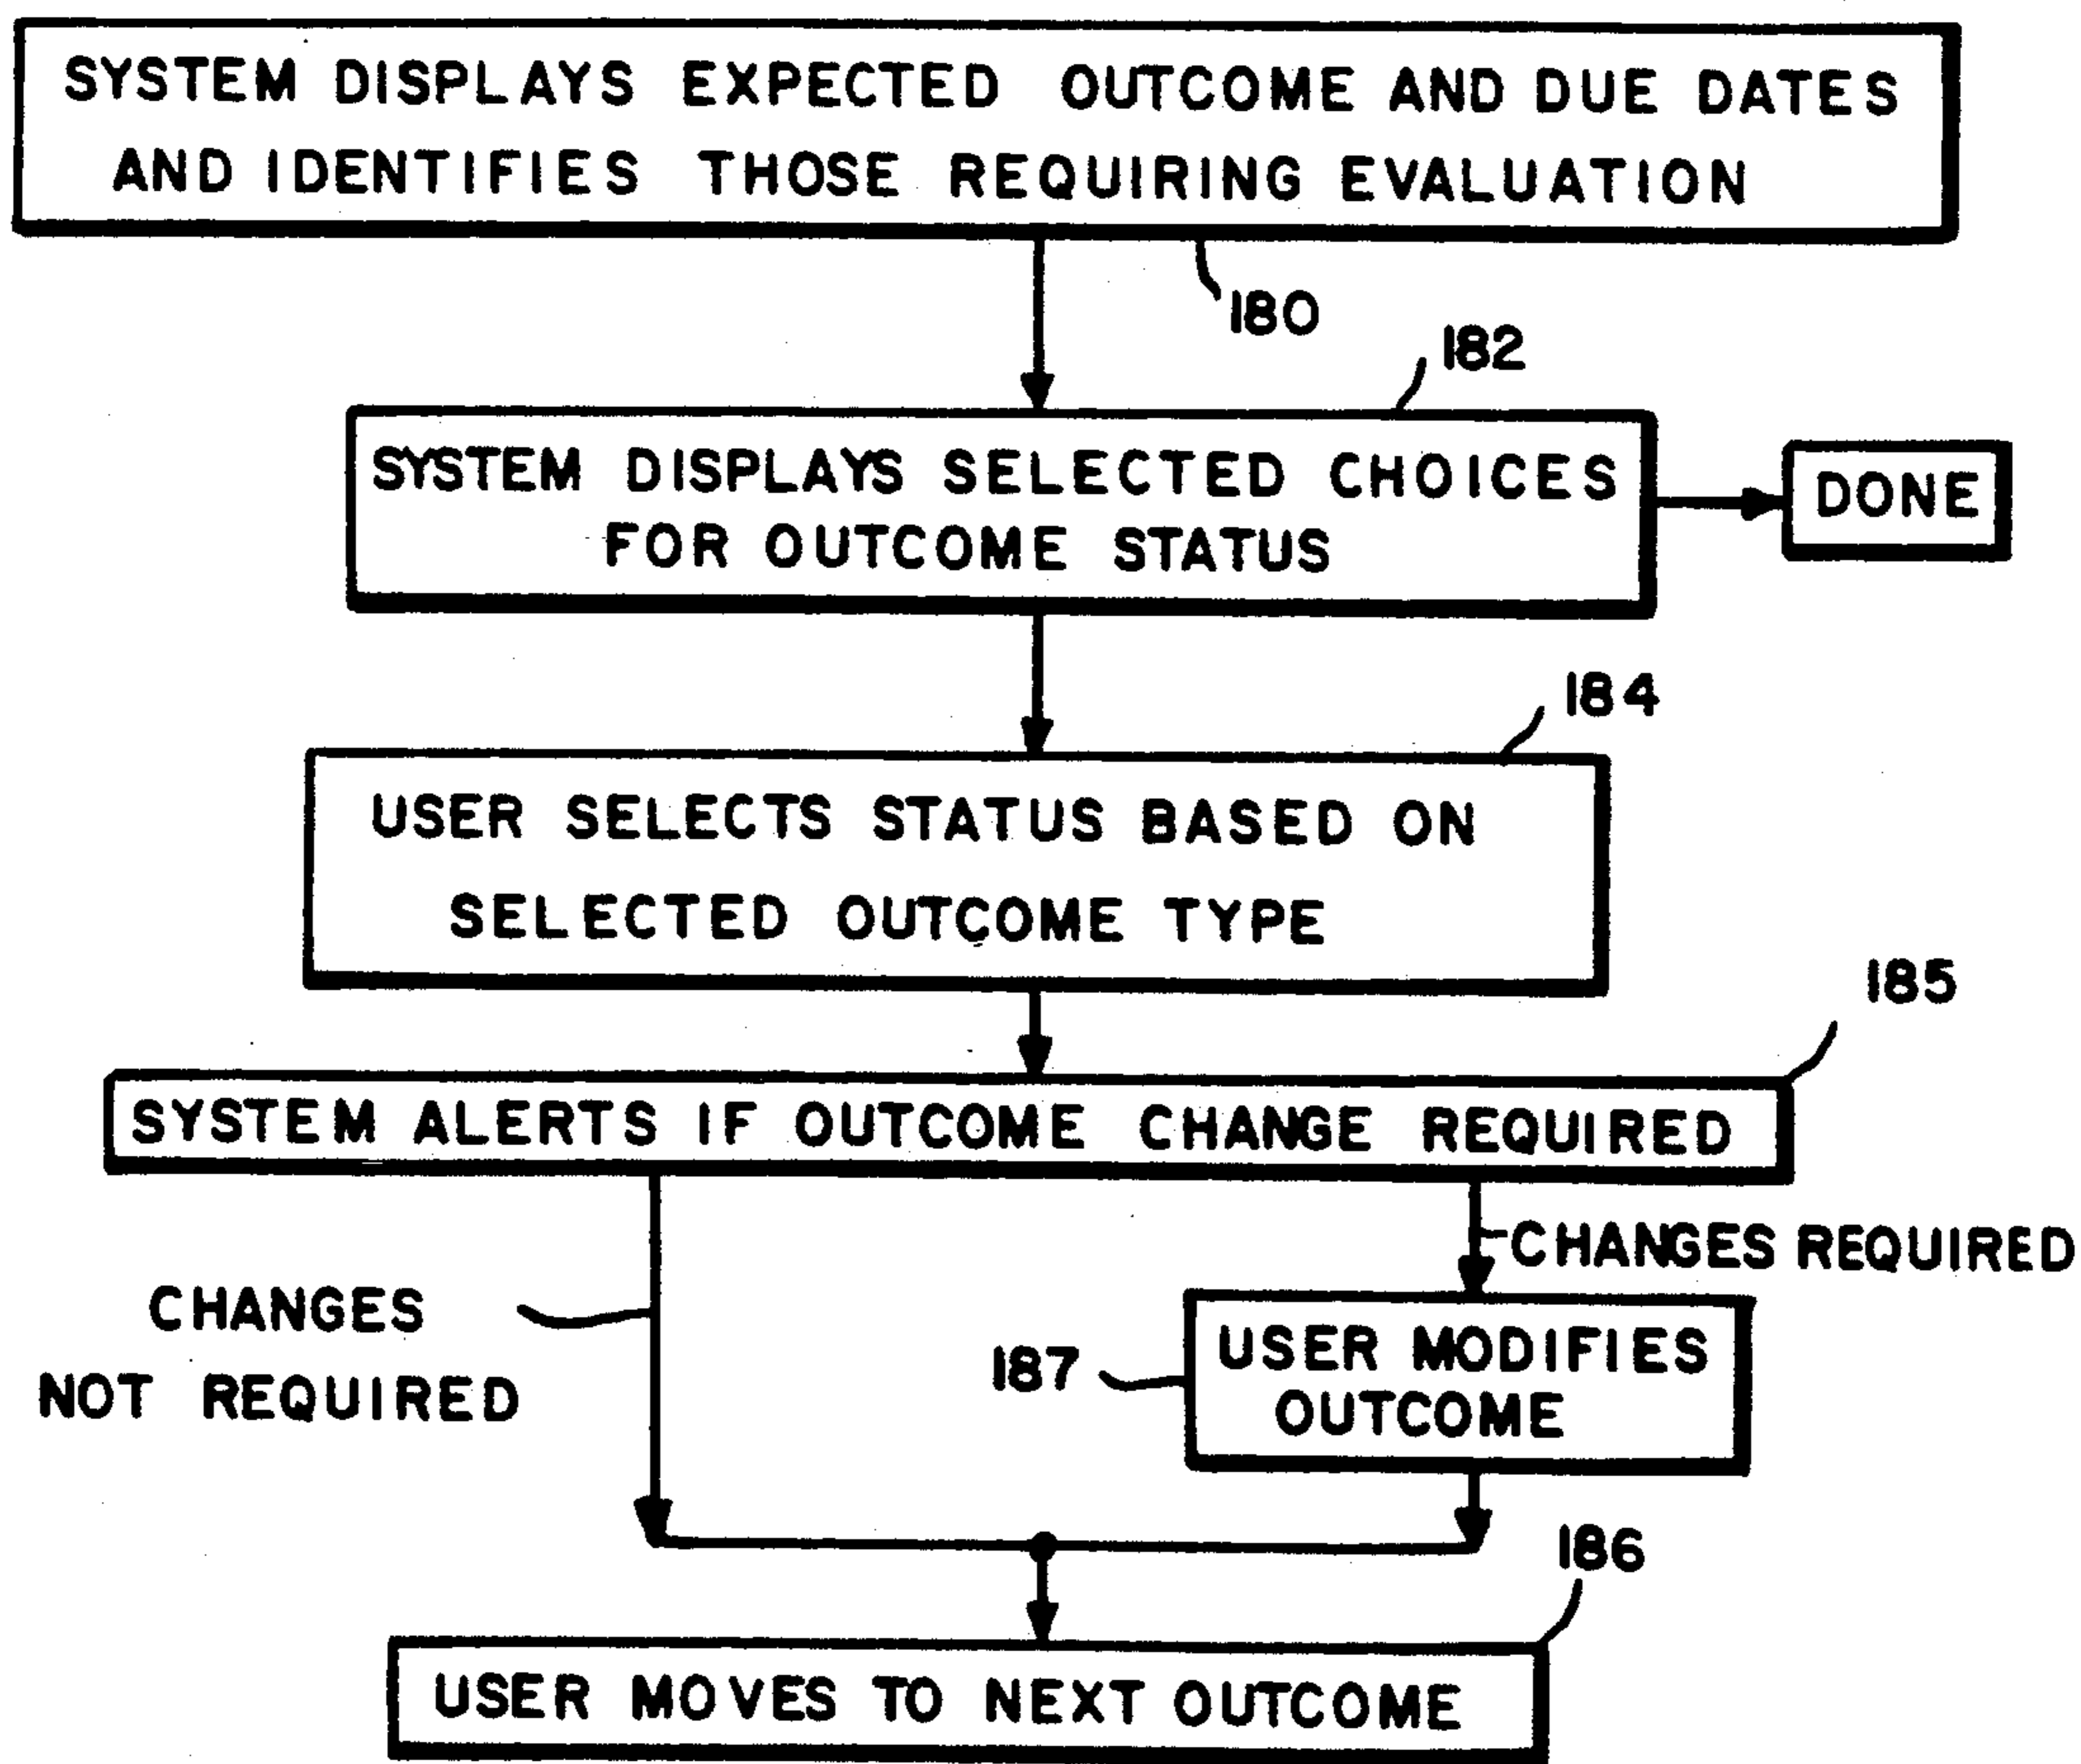 SYSTEM DISPLAYS EXPECTED OUTCOME AND DUE DATES
AND IDENTIFIES THOSE REQUIRING EVALUATION
180
182
SYSTEM DISPLAYS SELECTED CHOICES
FOR OUTCOME STATUS
DONE
184
USER SELECTS STATUS BASED ON
SELECTED OUTCOME TYPE
185
SYSTEM ALERTS IF OUTCOME CHANGE REQUIRED
CHANGES REQUIRED
CHANGES
NOT REQUIRED
187
USER MODIFIES
OUTCOME
186
USER MOVES TO NEXT OUTCOME